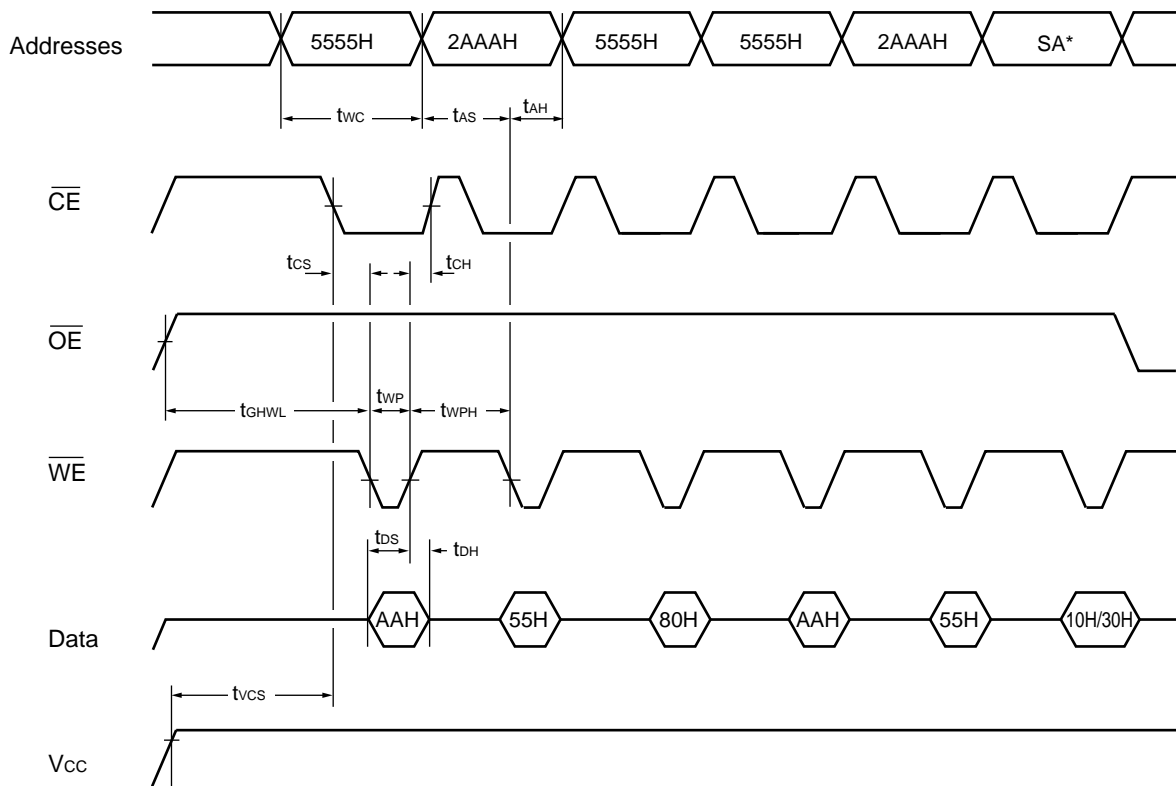 Addresses 5555H 2AAAH 5555H 5555H 2AAAH SA*
tWC tAS tAH
CE
tCS tCH
OE
tGHWL tWP tWPH
WE
tDS tDH
Data AAH 55H 80H AAH 55H 10H/30H
tVCS
VCC